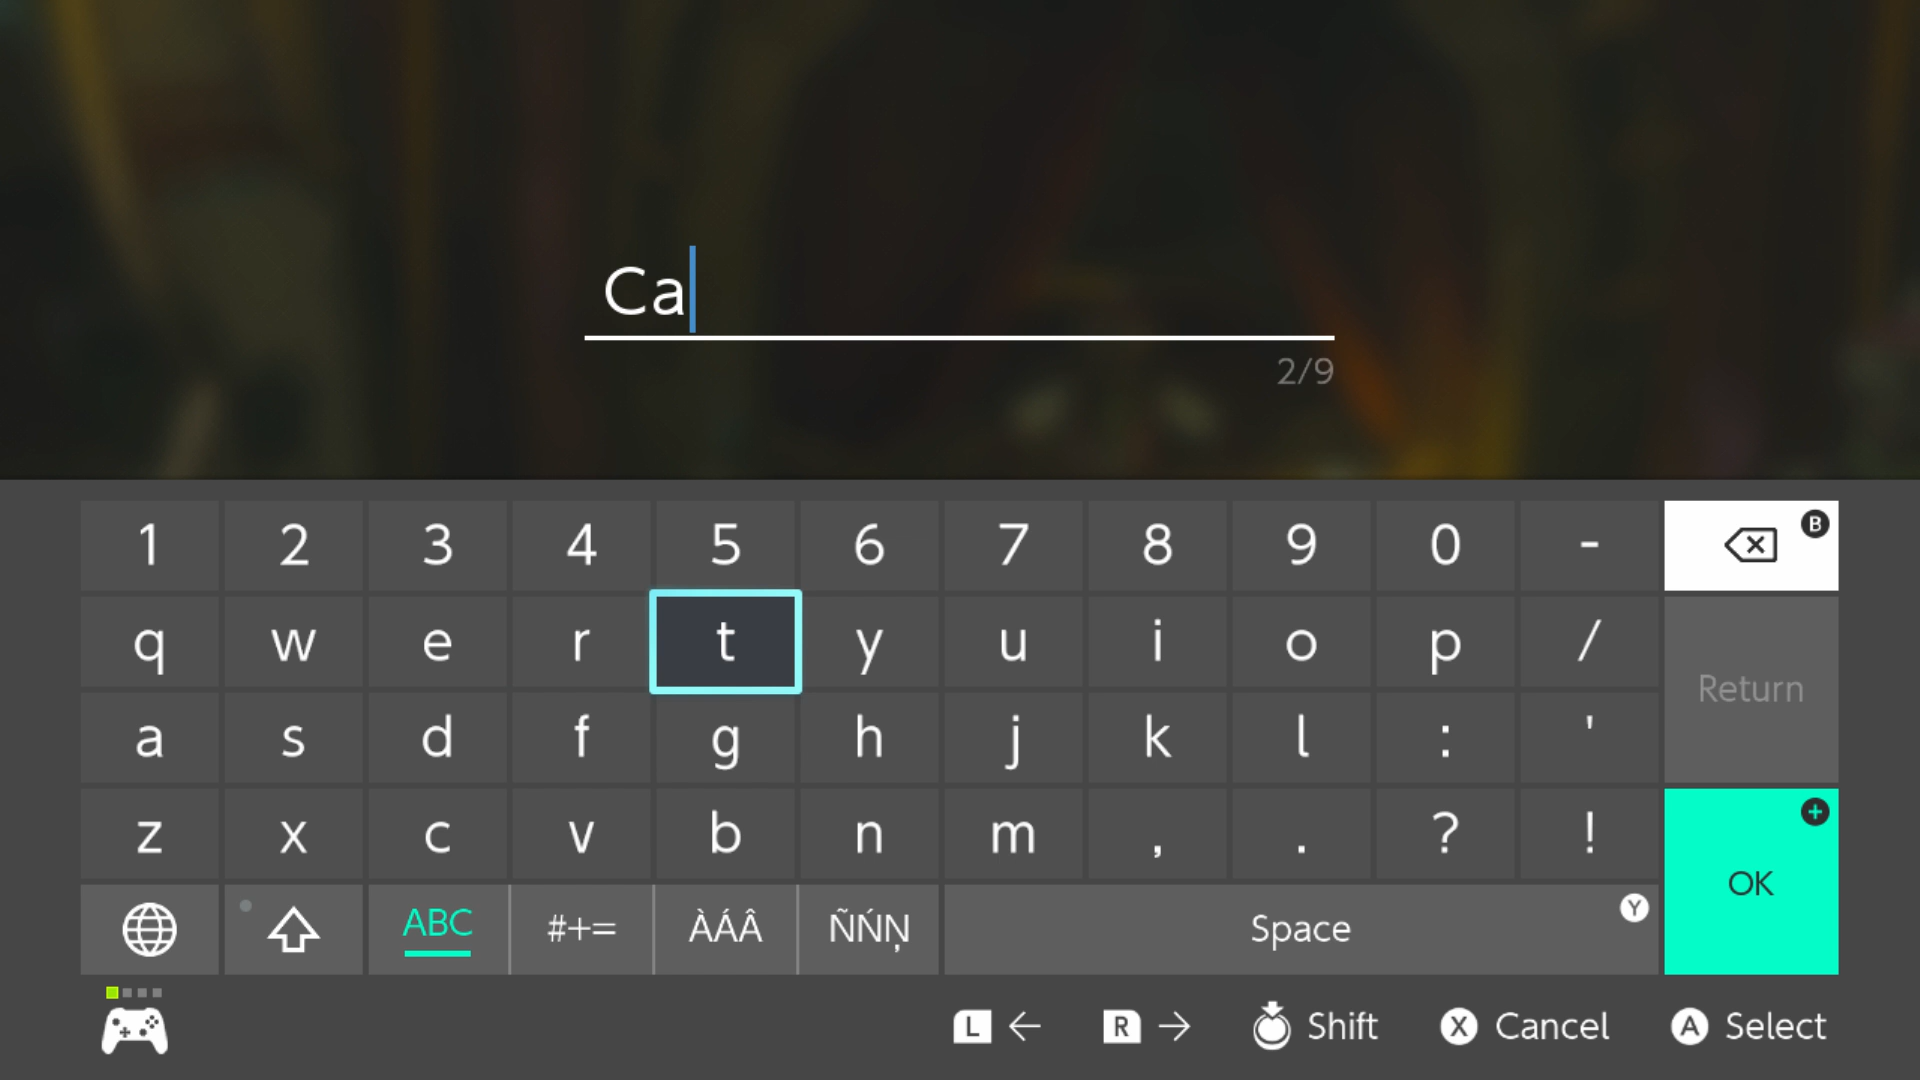 Ca
2/9
1 2 3 4 5 6 7 8 9 0 - B
q w e r t y u i o p / Return
a s d f g h j k l : '
z x c v b n m , . ? ! + OK
ABC #+= ÀÁÂ ÑŃŅ Space Y
L ← R → Shift X Cancel A Select